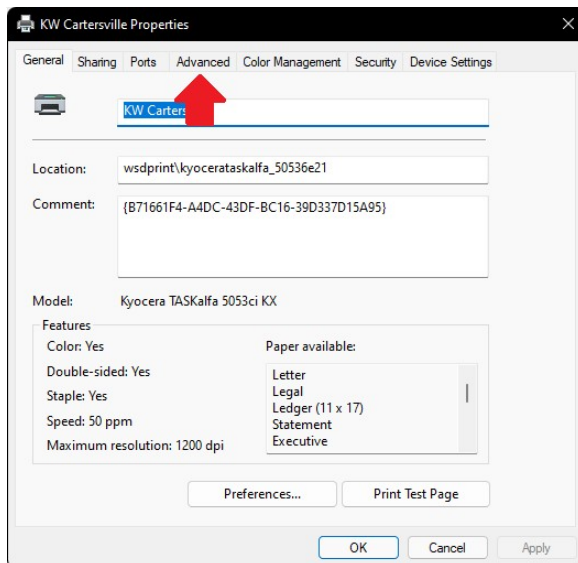 KW Cartersville Properties
General Sharing Ports Advanced Color Management Security Device Settings
KW Carters
Location: wsdprint\kyocerataskalfa_50536e21
Comment: {B71661F4-A4DC-43DF-BC16-39D337D15A95}
Model: Kyocera TASKalfa 5053ci KX
Features
Color: Yes
Paper available:
Double-sided: Yes
Letter
Staple: Yes
Legal
Ledger (11 x 17)
Speed: 50 ppm
Statement
Maximum resolution: 1200 dpi
Executive
Preferences... Print Test Page
OK Cancel Apply